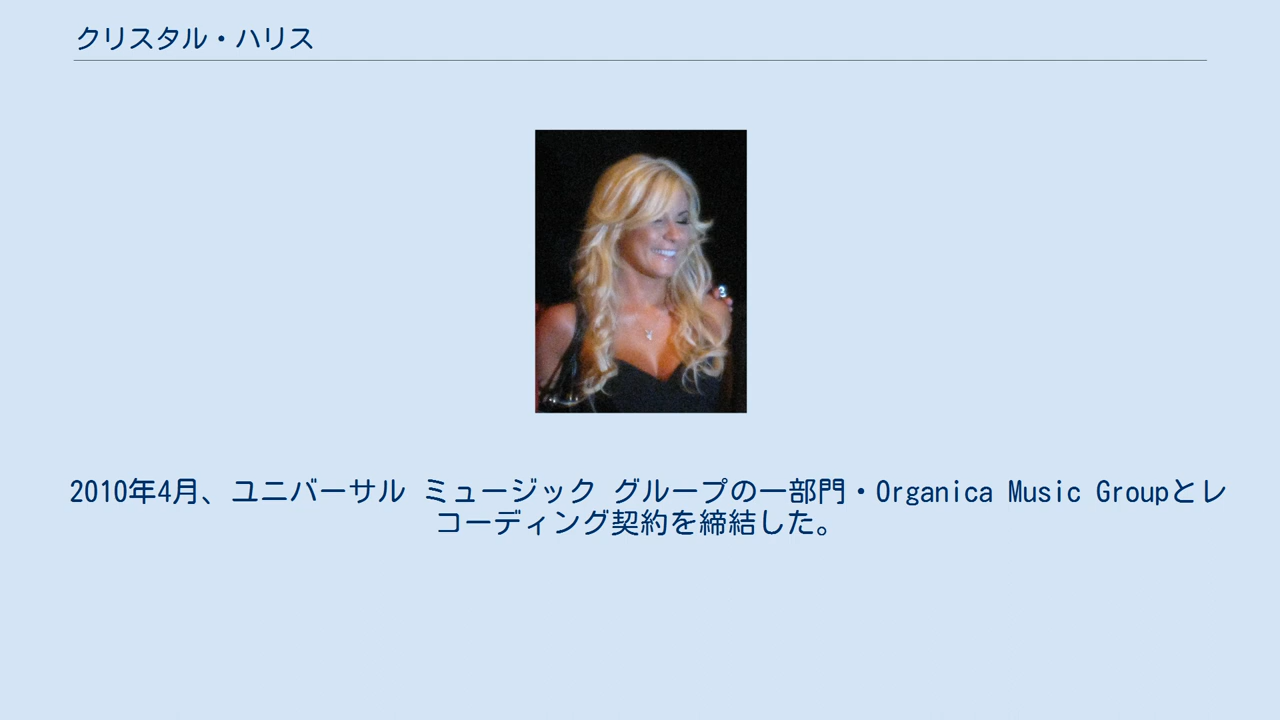 クリスタル・ハリス
2010年4月、ユニバーサル ミュージック グループの一部門・Organica Music Groupとレ
コーディング契約を締結した。